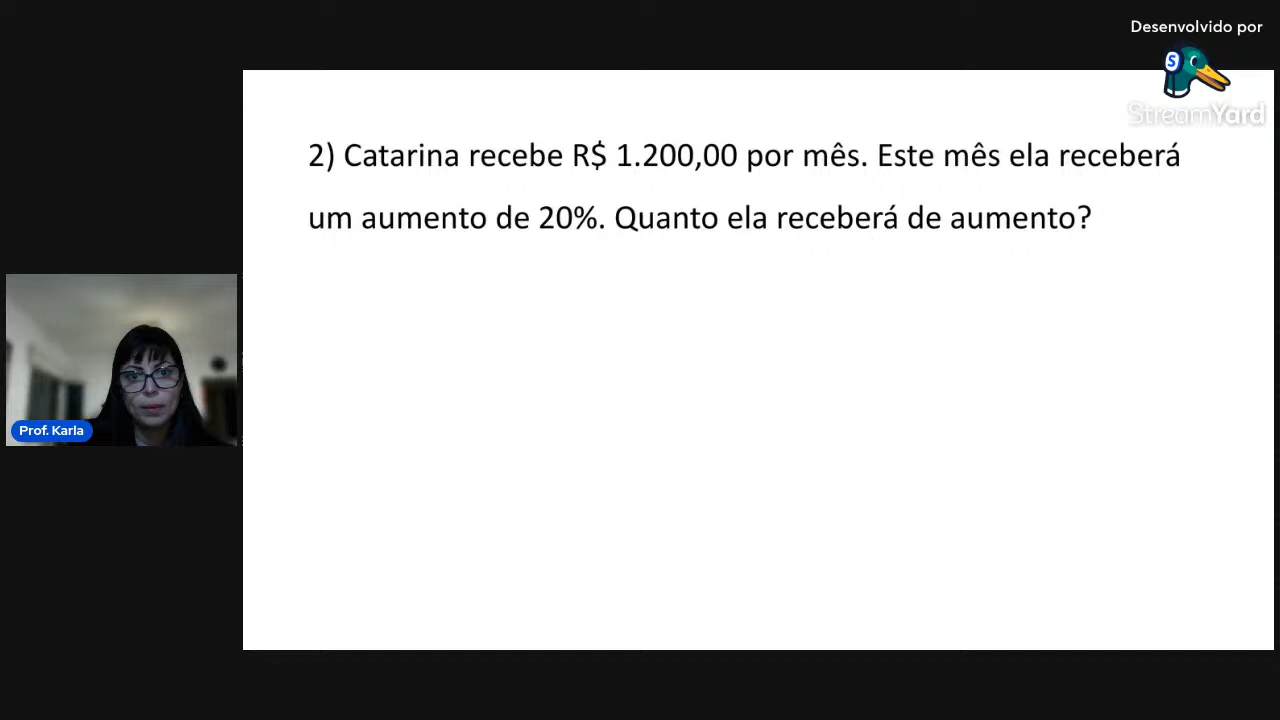 Desenvolvido por
S
StreamYard
2) Catarina recebe R$ 1.200,00 por mês. Este mês ela receberá
um aumento de 20%. Quanto ela receberá de aumento?
Prof. Karla